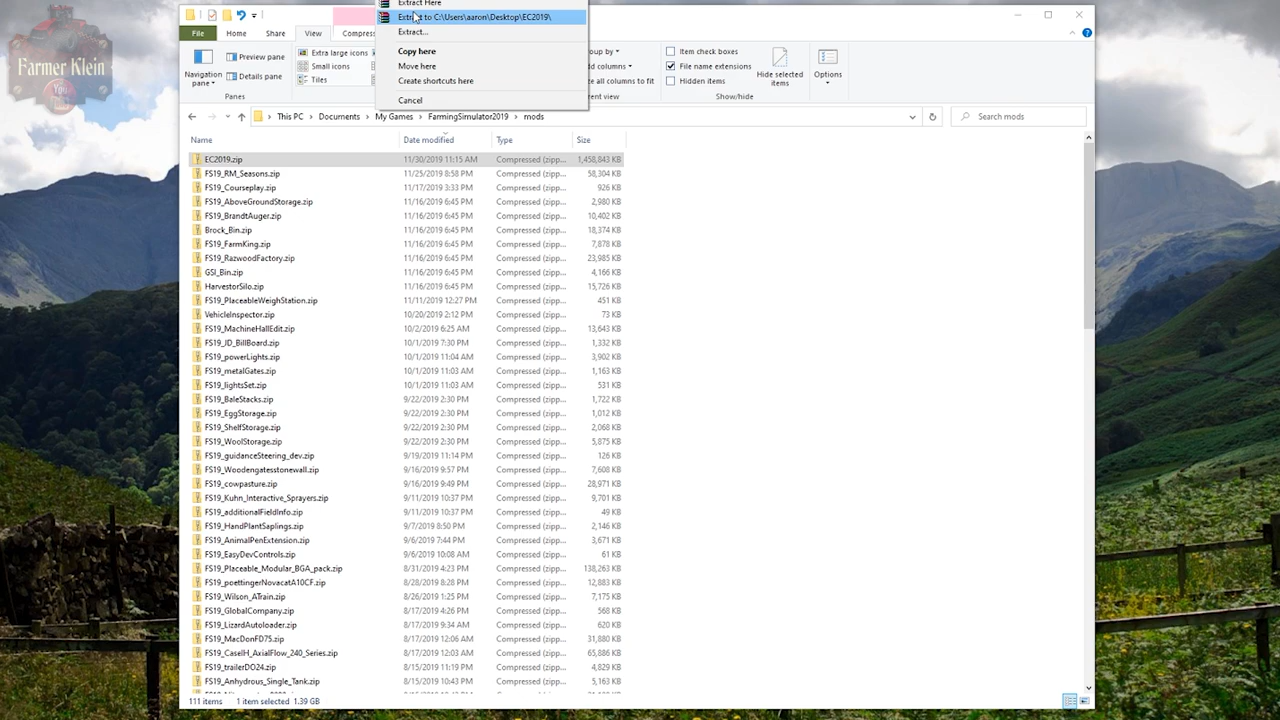 Extract Here
Extract to C:\Users\aaron\Desktop\EC2019\
Extract...
Copy here
Move here
Create shortcuts here
Cancel
Farmer Klein
You Tube
File Home Share View Compress
Navigation pane
Preview pane
Details pane
Panes
Extra large icons
Small icons
Tiles
oup by
dd columns
ze all columns to fit
ent view
Item check boxes
File name extensions
Hidden items
Hide selected items
Show/hide
Options
This PC > Documents > My Games > FarmingSimulator2019 > mods
Search mods
Name Date modified Type Size
EC2019.zip 11/30/2019 11:15 AM Compressed (zipp... 1,458,843 KB
FS19_RM_Seasons.zip 11/25/2019 8:58 PM Compressed (zipp... 58,304 KB
FS19_Courseplay.zip 11/17/2019 3:33 PM Compressed (zipp... 926 KB
FS19_AboveGroundStorage.zip 11/16/2019 6:45 PM Compressed (zipp... 2,980 KB
FS19_BrandtAuger.zip 11/16/2019 6:45 PM Compressed (zipp... 10,402 KB
Brock_Bin.zip 11/16/2019 6:45 PM Compressed (zipp... 18,374 KB
FS19_FarmKing.zip 11/16/2019 6:45 PM Compressed (zipp... 7,878 KB
FS19_RazwoodFactory.zip 11/16/2019 6:45 PM Compressed (zipp... 23,985 KB
GSI_Bin.zip 11/16/2019 6:45 PM Compressed (zipp... 4,166 KB
HarvestorSilo.zip 11/16/2019 6:45 PM Compressed (zipp... 15,726 KB
FS19_PlaceableWeighStation.zip 11/11/2019 12:27 PM Compressed (zipp... 451 KB
VehicleInspector.zip 10/20/2019 2:12 PM Compressed (zipp... 73 KB
FS19_MachineHallEdit.zip 10/2/2019 6:25 AM Compressed (zipp... 13,643 KB
FS19_JD_BillBoard.zip 10/1/2019 7:30 PM Compressed (zipp... 1,332 KB
FS19_powerLights.zip 10/1/2019 11:04 AM Compressed (zipp... 3,902 KB
FS19_metalGates.zip 10/1/2019 11:03 AM Compressed (zipp... 1,163 KB
FS19_lightsSet.zip 10/1/2019 11:03 AM Compressed (zipp... 531 KB
FS19_BaleStacks.zip 9/22/2019 2:30 PM Compressed (zipp... 1,722 KB
FS19_EggStorage.zip 9/22/2019 2:30 PM Compressed (zipp... 1,012 KB
FS19_ShelfStorage.zip 9/22/2019 2:30 PM Compressed (zipp... 2,068 KB
FS19_WoolStorage.zip 9/22/2019 2:30 PM Compressed (zipp... 5,875 KB
FS19_guidanceSteering_dev.zip 9/19/2019 11:14 PM Compressed (zipp... 126 KB
FS19_Woodengatesstonewall.zip 9/16/2019 9:57 PM Compressed (zipp... 7,608 KB
FS19_cowpasture.zip 9/16/2019 9:49 PM Compressed (zipp... 28,971 KB
FS19_Kuhn_Interactive_Sprayers.zip 9/11/2019 10:37 PM Compressed (zipp... 9,701 KB
FS19_additionalFieldInfo.zip 9/11/2019 10:37 PM Compressed (zipp... 49 KB
FS19_HandPlantSaplings.zip 9/7/2019 8:50 PM Compressed (zipp... 2,146 KB
FS19_AnimalPenExtension.zip 9/6/2019 7:44 PM Compressed (zipp... 3,671 KB
FS19_EasyDevControls.zip 9/6/2019 10:08 AM Compressed (zipp... 61 KB
FS19_Placeable_Modular_BGA_pack.zip 8/31/2019 4:23 PM Compressed (zipp... 138,263 KB
FS19_poettingerNovacatA10CF.zip 8/28/2019 8:28 PM Compressed (zipp... 12,883 KB
FS19_Wilson_ATrain.zip 8/26/2019 1:25 PM Compressed (zipp... 7,175 KB
FS19_GlobalCompany.zip 8/17/2019 4:26 PM Compressed (zipp... 568 KB
FS19_LizardAutoloader.zip 8/17/2019 9:34 AM Compressed (zipp... 620 KB
FS19_MacDonFD75.zip 8/17/2019 12:06 AM Compressed (zipp... 31,880 KB
FS19_CaseIH_AxialFlow_240_Series.zip 8/17/2019 12:03 AM Compressed (zipp... 65,886 KB
FS19_trailerDO24.zip 8/15/2019 11:19 PM Compressed (zipp... 4,829 KB
FS19_Anhydrous_Single_Tank.zip 8/15/2019 10:43 PM Compressed (zipp... 5,163 KB
111 items 1 item selected 1.39 GB